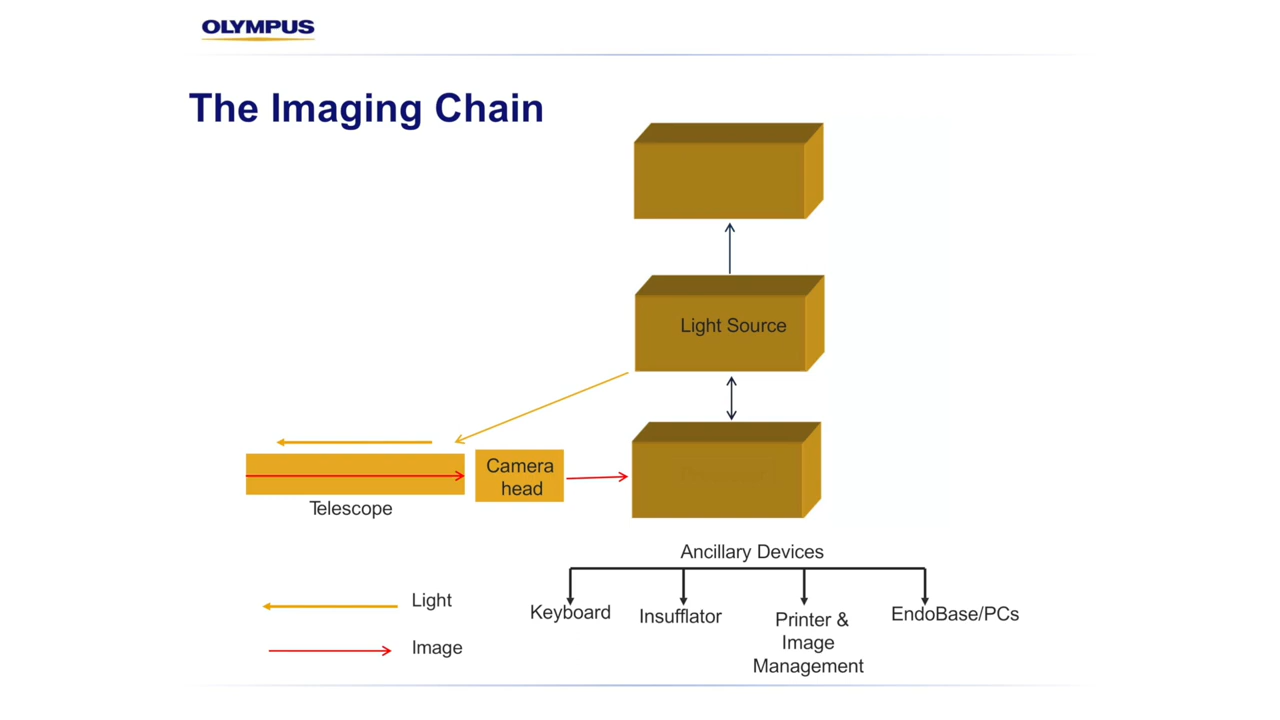 OLYMPUS
The Imaging Chain
Light Source
Camera
head
Telescope
Ancillary Devices
Light
Image
Keyboard
Insufflator
Printer &
Image
Management
EndoBase/PCs